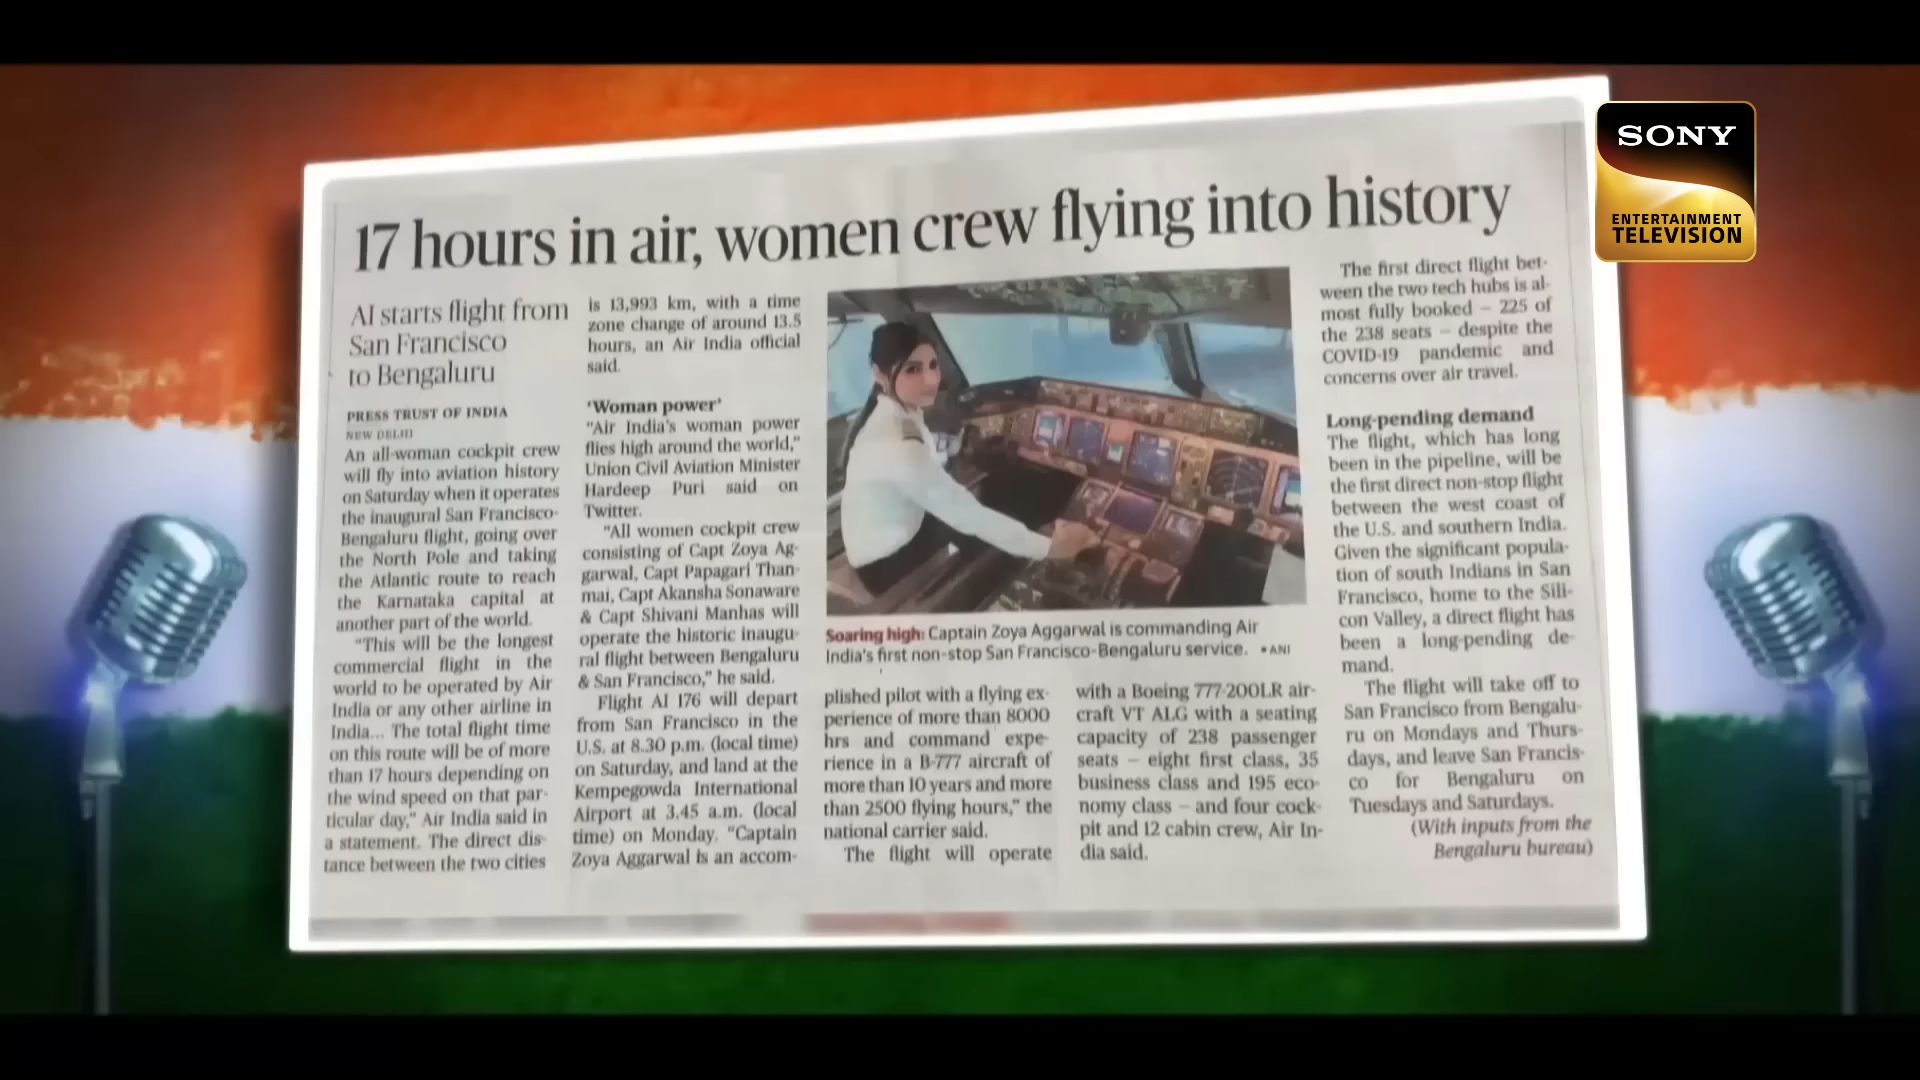 17 hours in air, women crew flying into history
AI starts flight from
San Francisco
to Bengaluru
PRESS TRUST OF INDIA
NEW DELHI
An all-woman cockpit crew
will fly into aviation history
on Saturday when it operates
the inaugural San Francisco-
Bengaluru flight, going over
the North Pole and taking
the Atlantic route to reach
the Karnataka capital at
another part of the world.
"This will be the longest
commercial flight in the
world to be operated by Air
India or any other airline in
India... The total flight time
on this route will be of more
than 17 hours depending on
the wind speed on that par-
ticular day," Air India said in
a statement. The direct dis-
tance between the two cities
is 13,993 km, with a time
zone change of around 13.5
hours, an Air India official
said.
'Woman power'
"Air India's woman power
flies high around the world,"
Union Civil Aviation Minister
Hardeep Puri said on
Twitter.
"All women cockpit crew
consisting of Capt Zoya Ag-
garwal, Capt Papagari Than-
mai, Capt Akansha Sonaware
& Capt Shivani Manhas will
operate the historic inaugu-
ral flight between Bengaluru
& San Francisco," he said.
Flight AI 176 will depart
from San Francisco in the
U.S. at 8.30 p.m. (local time)
on Saturday, and land at the
Kempegowda International
Airport at 3.45 a.m. (local
time) on Monday. "Captain
Zoya Aggarwal is an accom-
Soaring high: Captain Zoya Aggarwal is commanding Air
India's first non-stop San Francisco-Bengaluru service. • ANI
plished pilot with a flying ex-
perience of more than 8000
hrs and command expe-
rience in a B-777 aircraft of
more than 10 years and more
than 2500 flying hours," the
national carrier said.
The flight will operate
with a Boeing 777-200LR air-
craft VT ALG with a seating
capacity of 238 passenger
seats – eight first class, 35
business class and 195 eco-
nomy class – and four cock-
pit and 12 cabin crew, Air In-
dia said.
The first direct flight bet-
ween the two tech hubs is al-
most fully booked – 225 of
the 238 seats – despite the
COVID-19 pandemic and
concerns over air travel.
Long-pending demand
The flight, which has long
been in the pipeline, will be
the first direct non-stop flight
between the west coast of
the U.S. and southern India.
Given the significant popula-
tion of south Indians in San
Francisco, home to the Sili-
con Valley, a direct flight has
been a long-pending de-
mand.
The flight will take off to
San Francisco from Bengalu-
ru on Mondays and Thurs-
days, and leave San Francis-
co for Bengaluru on
Tuesdays and Saturdays.
(With inputs from the
Bengaluru bureau)
SONY
ENTERTAINMENT
TELEVISION